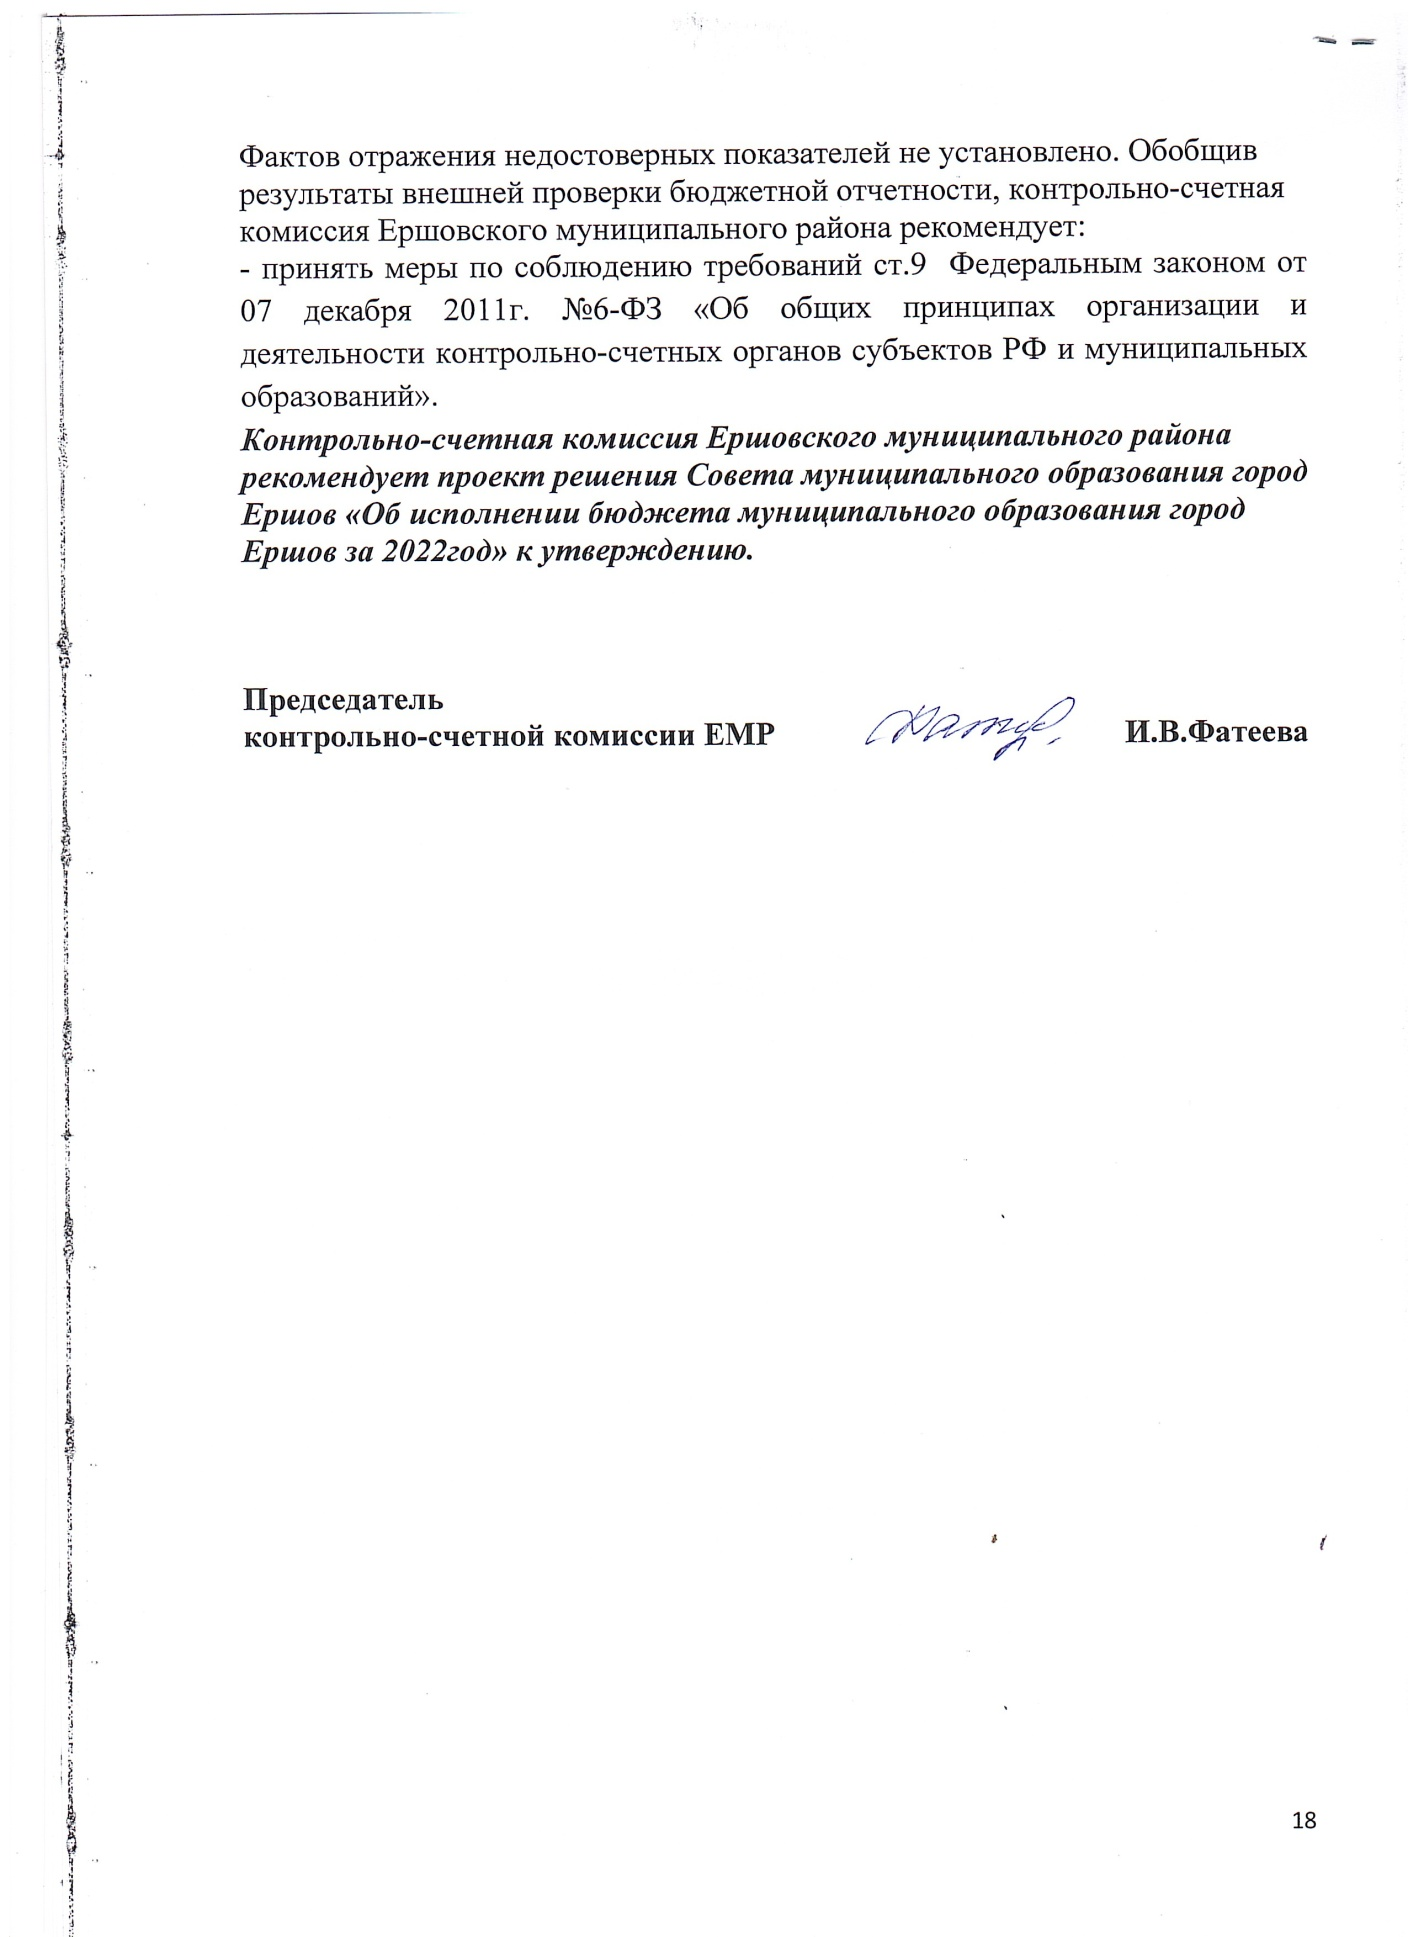 Фактов отражения недостоверных показателей не установлено. Обобщив
результаты внешней проверки бюджетной отчетности, контрольно-счетная
комиссия Ершовского муниципального района рекомендует:
- принять меры по соблюдению требований ст.9 Федеральным законом от
07 декабря 2011г. №6-ФЗ «Об общих принципах организации и
деятельности контрольно-счетных органов субъектов РФ и муниципальных
образований».
Контрольно-счетная комиссия Ершовского муниципального района
рекомендует проект решения Совета муниципального образования город
Ершов «Об исполнении бюджета муниципального образования город
Ершов за 2022год» к утверждению.
Председатель
контрольно-счетной комиссии ЕМР И.В.Фатеева
18